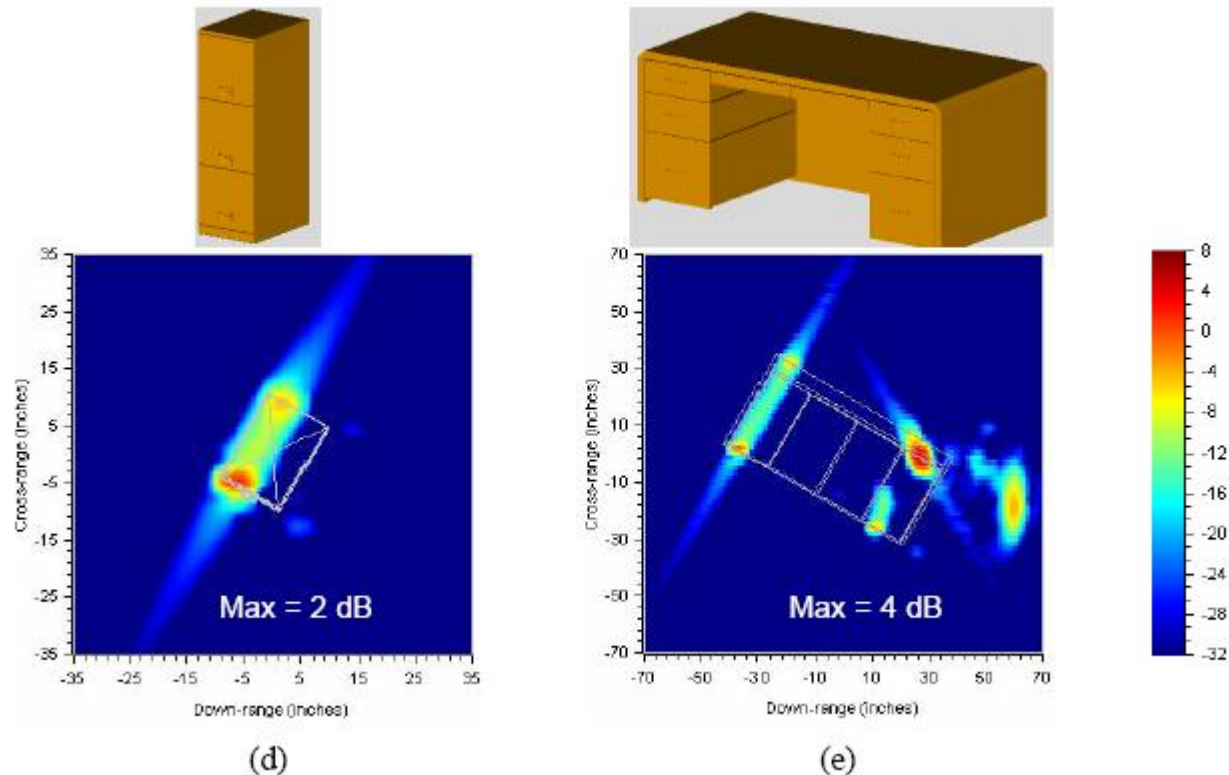 35
25
15
5
-5
-15
-25
-35
Cross-range (inches)
Max = 2 dB
-35 -25 -15 -5 5 15 25 35
Down-range (inches)
(d)
70
50
30
10
-10
-30
-50
-70
Cross-range (inches)
Max = 4 dB
-70 -50 -30 -10 10 30 50 70
Down-range (inches)
(e)
8
4
0
-4
-8
-12
-16
-20
-24
-28
-32